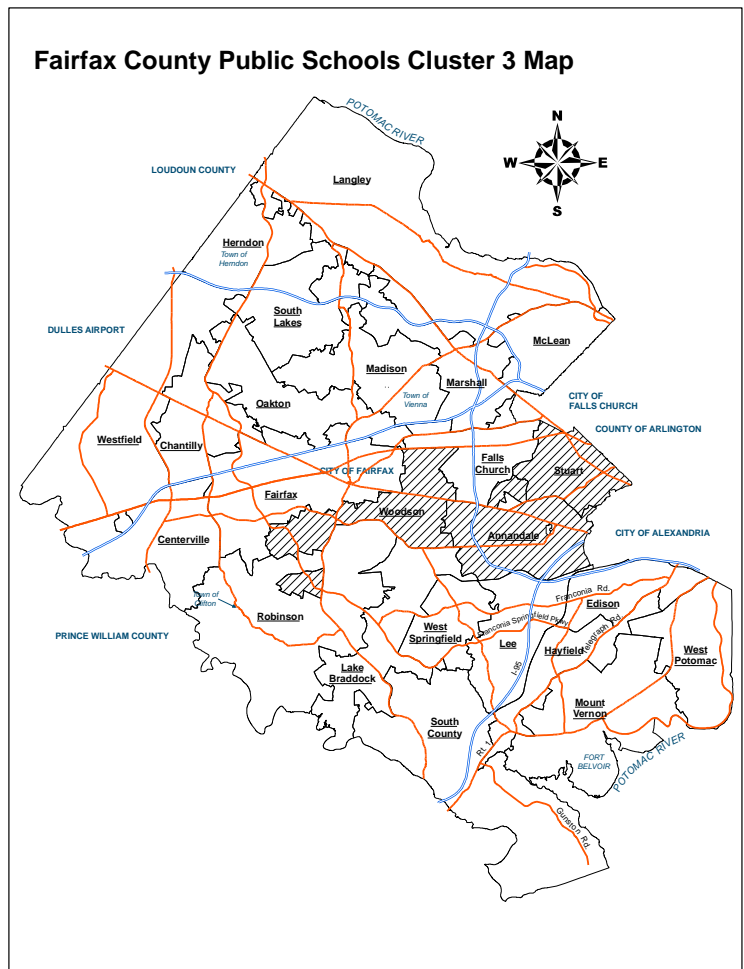 Fairfax County Public Schools Cluster 3 Map
POTOMAC RIVER
N
W
E
S
LOUDOUN COUNTY
Langley
Herndon
Town of
Herndon
DULLES AIRPORT
South
Lakes
McLean
Madison
Marshall
Town of
Vienna
CITY OF
FALLS CHURCH
Oakton
COUNTY OF ARLINGTON
Westfield
Chantilly
Falls
Church
CITY OF FAIRFAX
Stuart
Fairfax
Woodson
Annandale
CITY OF ALEXANDRIA
Centerville
Franconia Rd.
Town of
Clifton
Edison
Robinson
West
Springfield
Franconia Springfield Pkwy
Telegraph Rd.
PRINCE WILLIAM COUNTY
Lee
Hayfield
West
Potomac
I-95
Lake
Braddock
Mount
Vernon
South
County
Rt. 1
FORT
BELVOIR
POTOMAC RIVER
Gunston Rd.